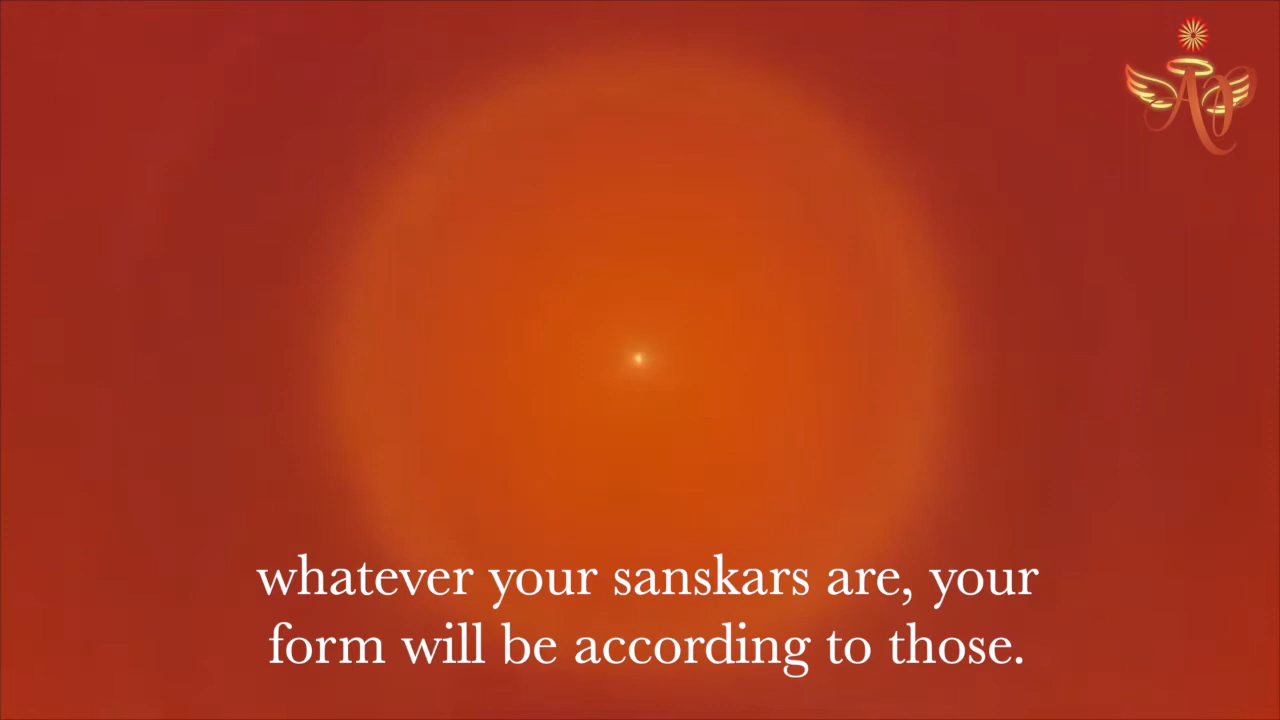 whatever your sanskars are, your
form will be according to those.